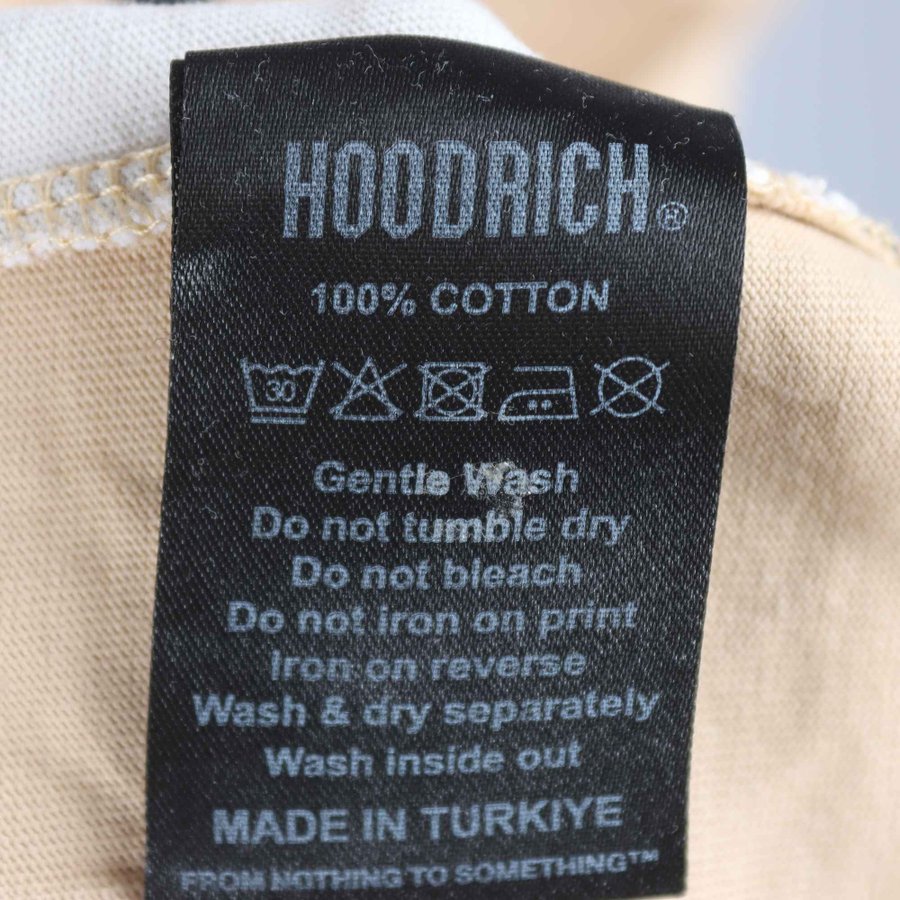 HOODRICH®
100% COTTON
30
Gentle Wash
Do not tumble dry
Do not bleach
Do not iron on print
Iron on reverse
Wash & dry separately
Wash inside out
MADE IN TURKIYE
FROM NOTHING TO SOMETHING™